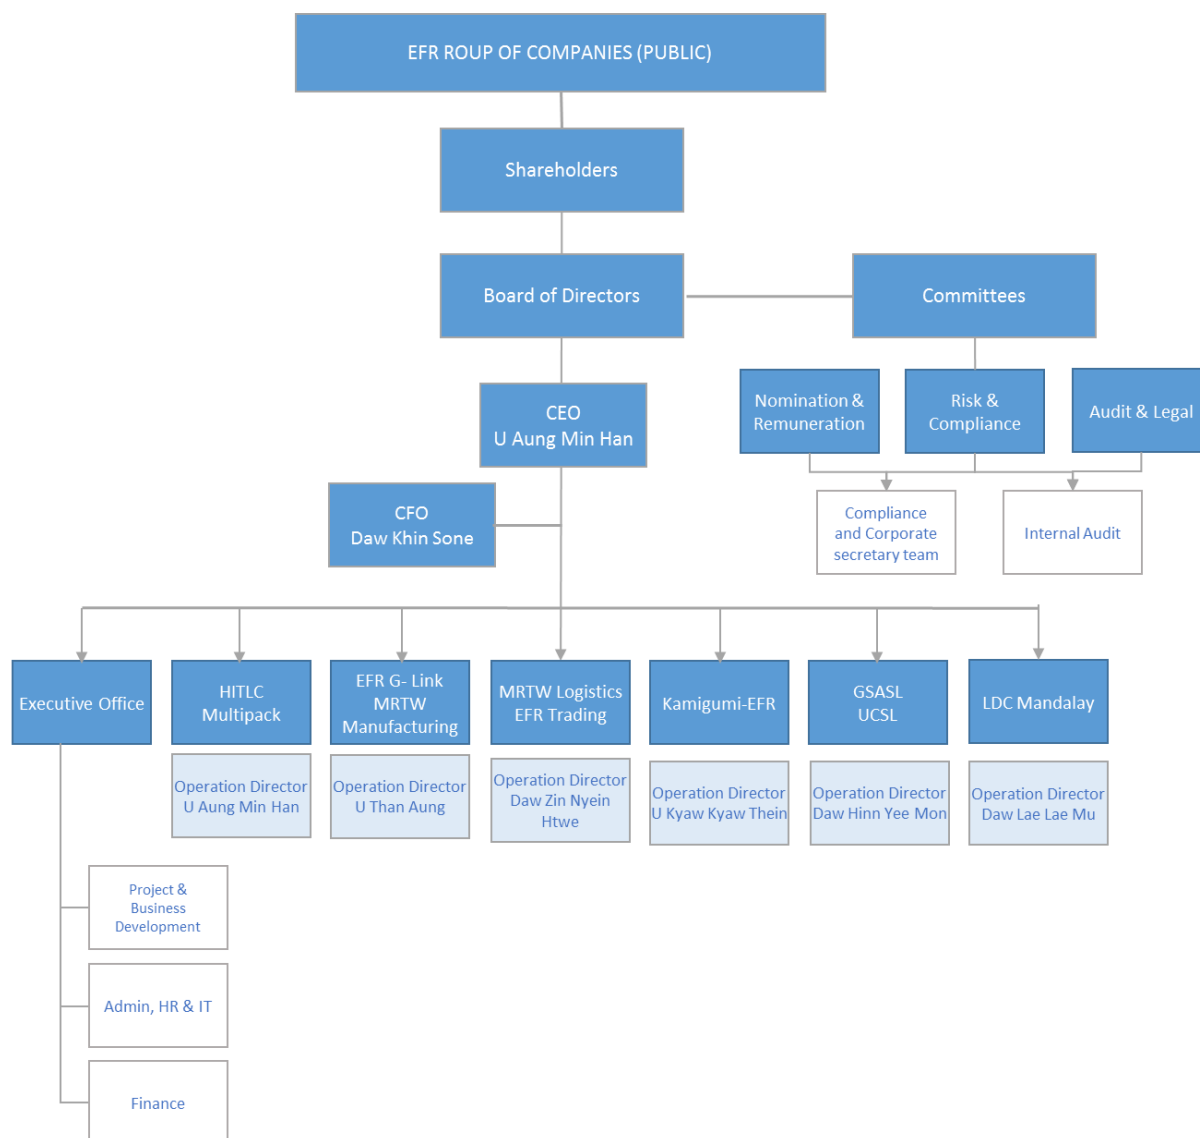 EFR ROUP OF COMPANIES (PUBLIC)
Shareholders
Board of Directors
Committees
Nomination &
Remuneration
Risk &
Compliance
Audit & Legal
CEO
U Aung Min Han
CFO
Daw Khin Sone
Compliance
and Corporate
secretary team
Internal Audit
Executive Office
HITLC
Multipack
EFR G- Link
MRTW
Manufacturing
MRTW Logistics
EFR Trading
Kamigumi-EFR
GSASL
UCSL
LDC Mandalay
Operation Director
U Aung Min Han
Operation Director
U Than Aung
Operation Director
Daw Zin Nyein
Htwe
Operation Director
U Kyaw Kyaw Thein
Operation Director
Daw Hinn Yee Mon
Operation Director
Daw Lae Lae Mu
Project &
Business
Development
Admin, HR & IT
Finance